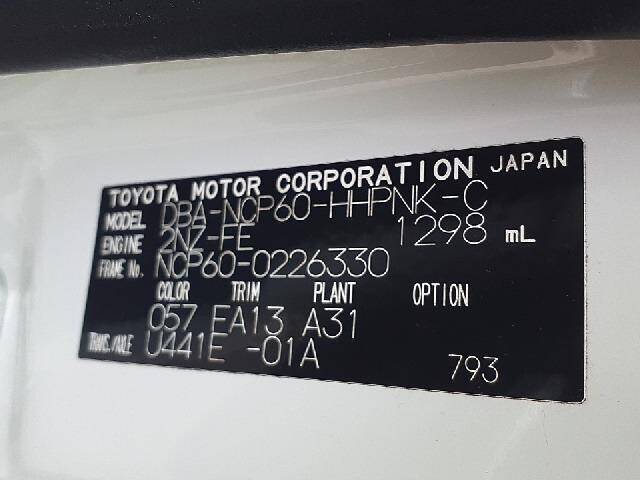 TOYOTA MOTOR CORPORATION JAPAN
MODEL DBA-NCP60-HHPNK-C
ENGINE 2NZ-FE 1298 mL
FRAME No. NCP60-0226330
COLOR TRIM PLANT OPTION
057 EA13 A31
TRANS./AXLE U441E -01A 793